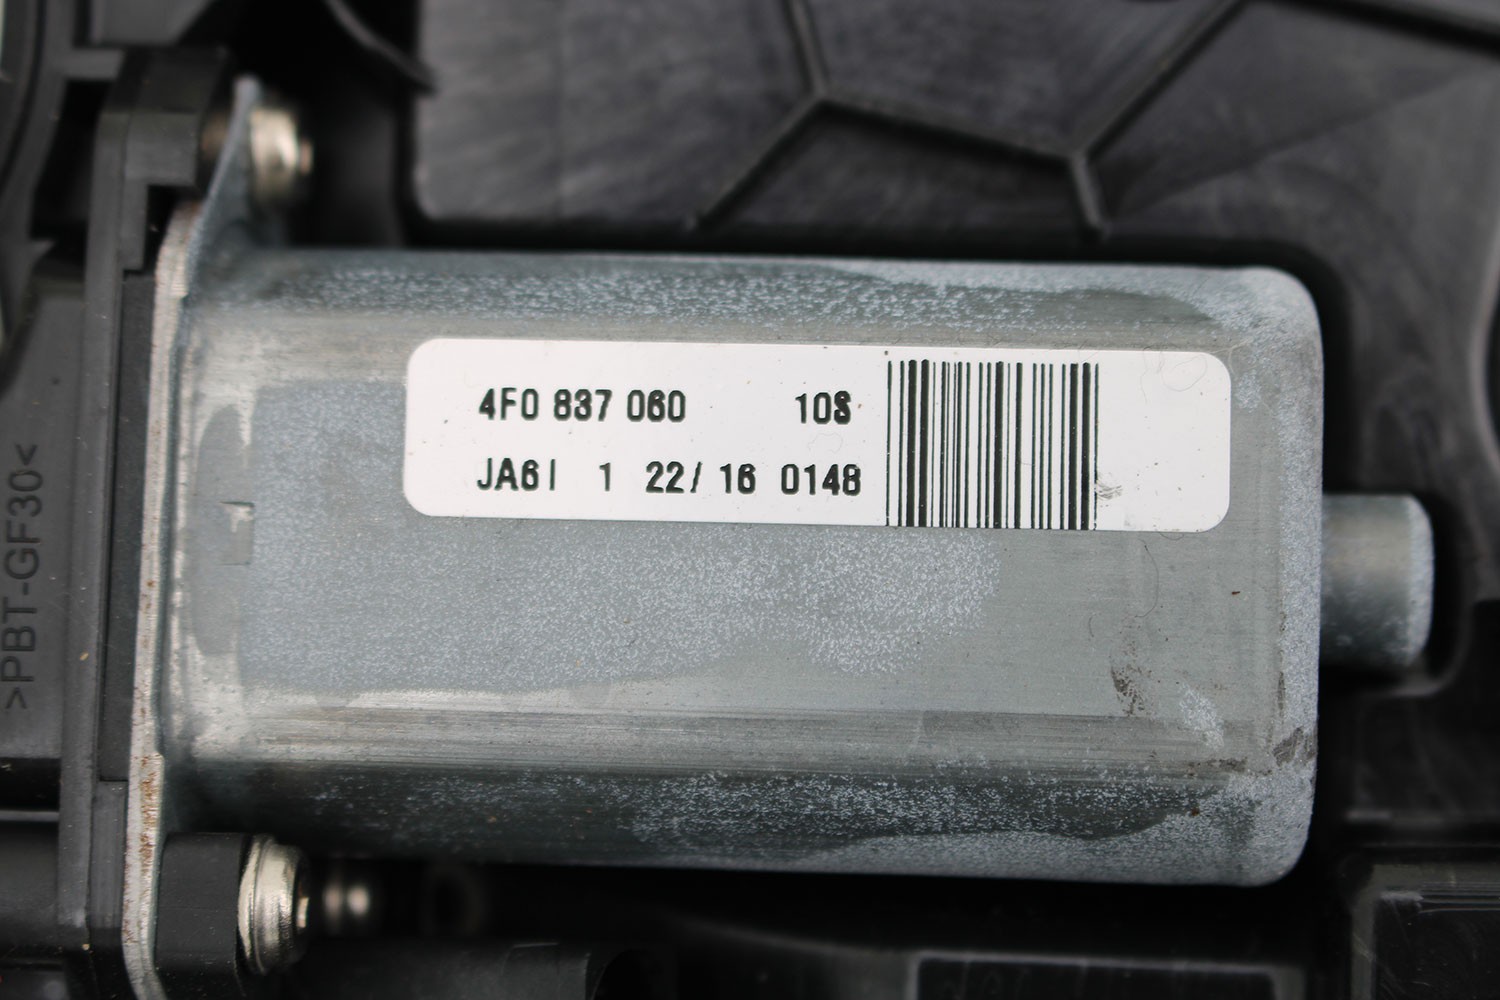 4F0 837 060 10S
JA6I 1 22/ 16 0148
>PBT-GF30<